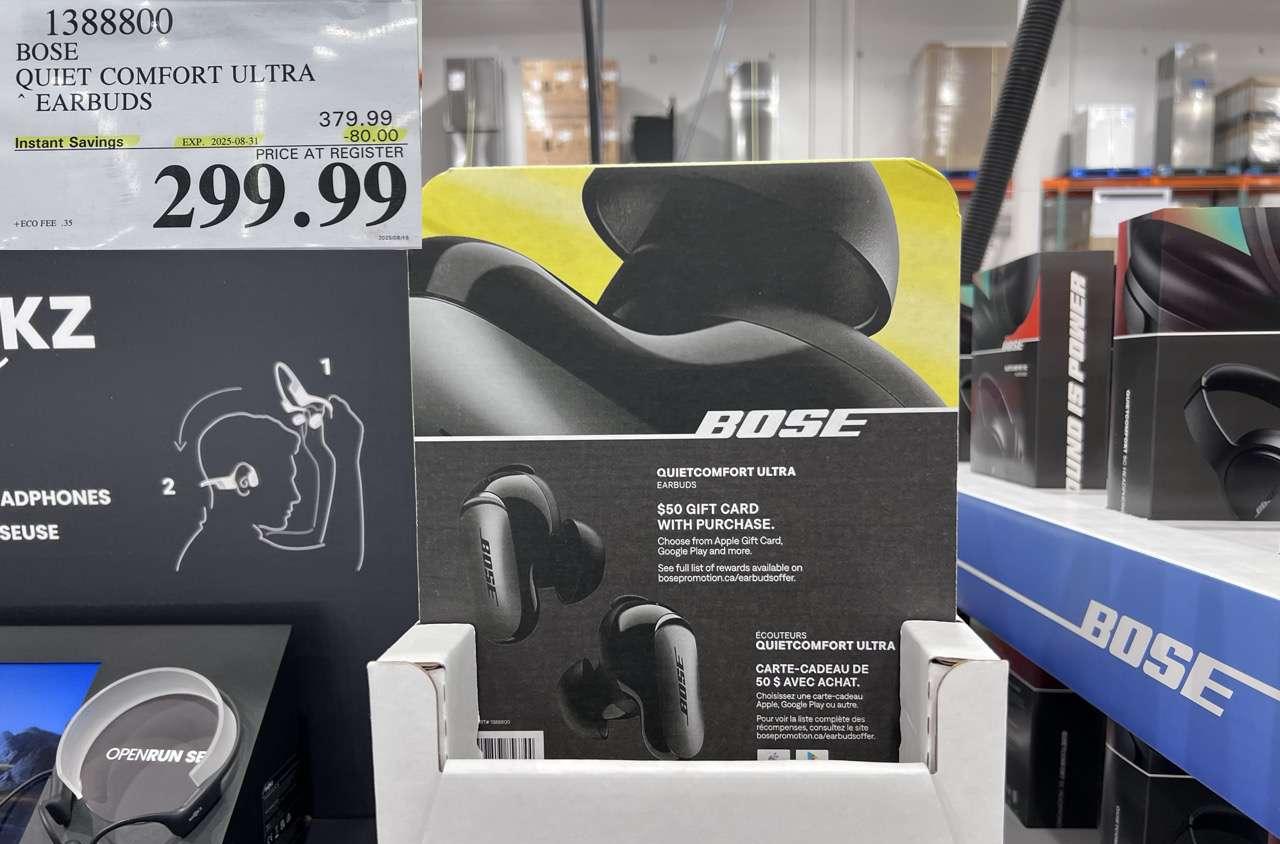 1388800
BOSE
QUIET COMFORT ULTRA
^ EARBUDS
379.99
Instant Savings EXP. 2025-08-31 -80.00
PRICE AT REGISTER
299.99
+ECO FEE .35
KZ
1
2
ADPHONES
SEUSE
OPENRUN SE
BOSE
QUIETCOMFORT ULTRA
EARBUDS
$50 GIFT CARD
WITH PURCHASE.
Choose from Apple Gift Card,
Google Play and more.
See full list of rewards available on
bosepromotion.ca/earbudsoffer.
BOSE
BOSE
ÉCOUTEURS
QUIETCOMFORT ULTRA
CARTE-CADEAU DE
50 $ AVEC ACHAT.
Choisissez une carte-cadeau
Apple, Google Play ou autre.
Pour voir la liste complète des
récompenses, consultez le site
bosepromotion.ca/earbudsoffer.
1388800
BOSE
OUND IS POWER
BOSE